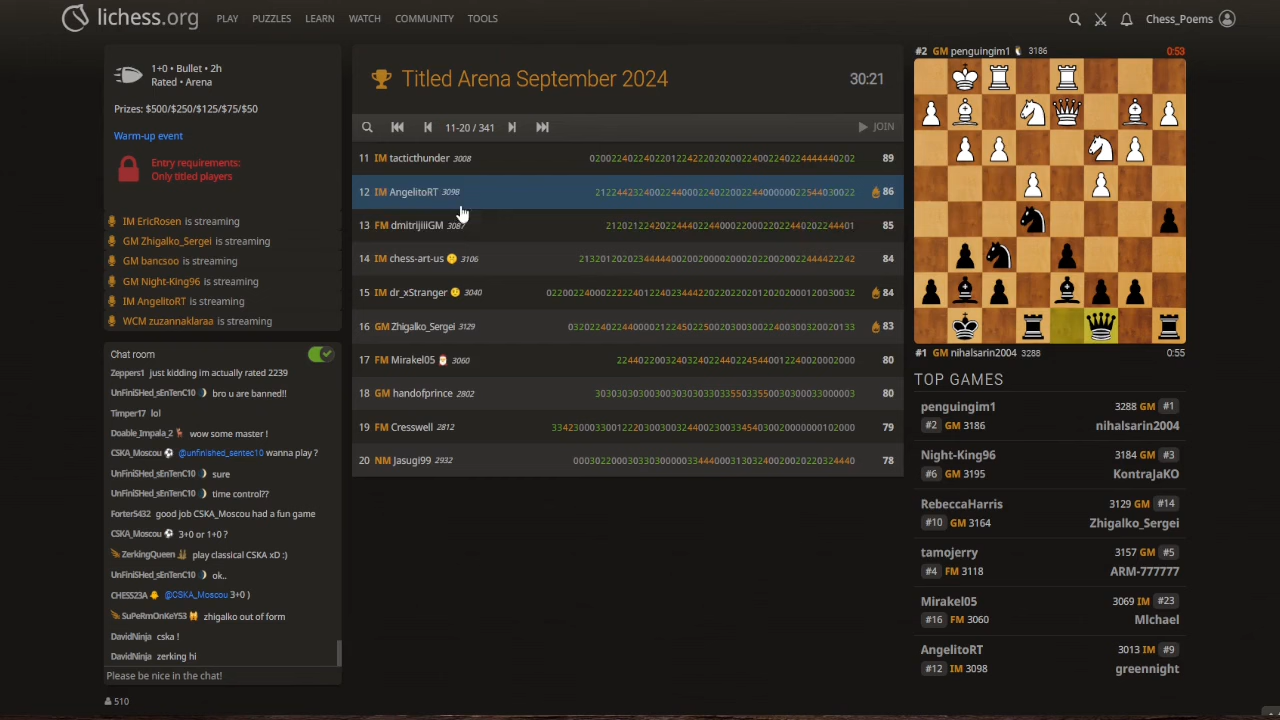 lichess.org PLAY PUZZLES LEARN WATCH COMMUNITY TOOLS Chess_Poems
1+0 • Bullet • 2h
Rated • Arena
Prizes: $500/$250/$125/$75/$50
Warm-up event
Entry requirements:
Only titled players
IM EricRosen is streaming
GM Zhigalko_Sergei is streaming
GM bancsoo is streaming
GM Night-King96 is streaming
IM AngelitoRT is streaming
WCM zuzannaklaraa is streaming
Chat room
Zeppers1 just kidding im actually rated 2239
UnFiniSHed_sEnTenC10 bro u are banned!!
Timper17 lol
Doable_Impala_2 wow some master !
CSKA_Moscou @unfinished_sentec10 wanna play ?
UnFiniSHed_sEnTenC10 sure
UnFiniSHed_sEnTenC10 time control??
Forter5432 good job CSKA_Moscou had a fun game
CSKA_Moscou 3+0 or 1+0 ?
ZerkingQueen play classical CSKA xD :)
UnFiniSHed_sEnTenC10 ok..
CHESS23A @CSKA_Moscou 3+0 )
SuPeRmOnKeY53 zhigalko out of form
DavidNinja cska !
DavidNinja zerking hi
Please be nice in the chat!
510
Titled Arena September 2024 30:21
11-20 / 341 JOIN
11 IM tacticthunder 3008 89
12 IM AngelitoRT 3098 86
13 FM dmitrijiiiGM 3087 85
14 IM chess-art-us 3106 84
15 IM dr_xStranger 3040 84
16 GM Zhigalko_Sergei 3129 83
17 FM Mirakel05 3060 80
18 GM handofprince 2802 80
19 FM Cresswell 2812 79
20 NM Jasugi99 2932 78
#2 GM penguingim1 3186 0:53
#1 GM nihalsarin2004 3288 0:55
TOP GAMES
penguingim1 3288 GM #1
#2 GM 3186 nihalsarin2004
Night-King96 3184 GM #3
#6 GM 3195 KontraJaKO
RebeccaHarris 3129 GM #14
#10 GM 3164 Zhigalko_Sergei
tamojerry 3157 GM #5
#4 FM 3118 ARM-777777
Mirakel05 3069 IM #23
#16 FM 3060 Mlchael
AngelitoRT 3013 IM #9
#12 IM 3098 greennight